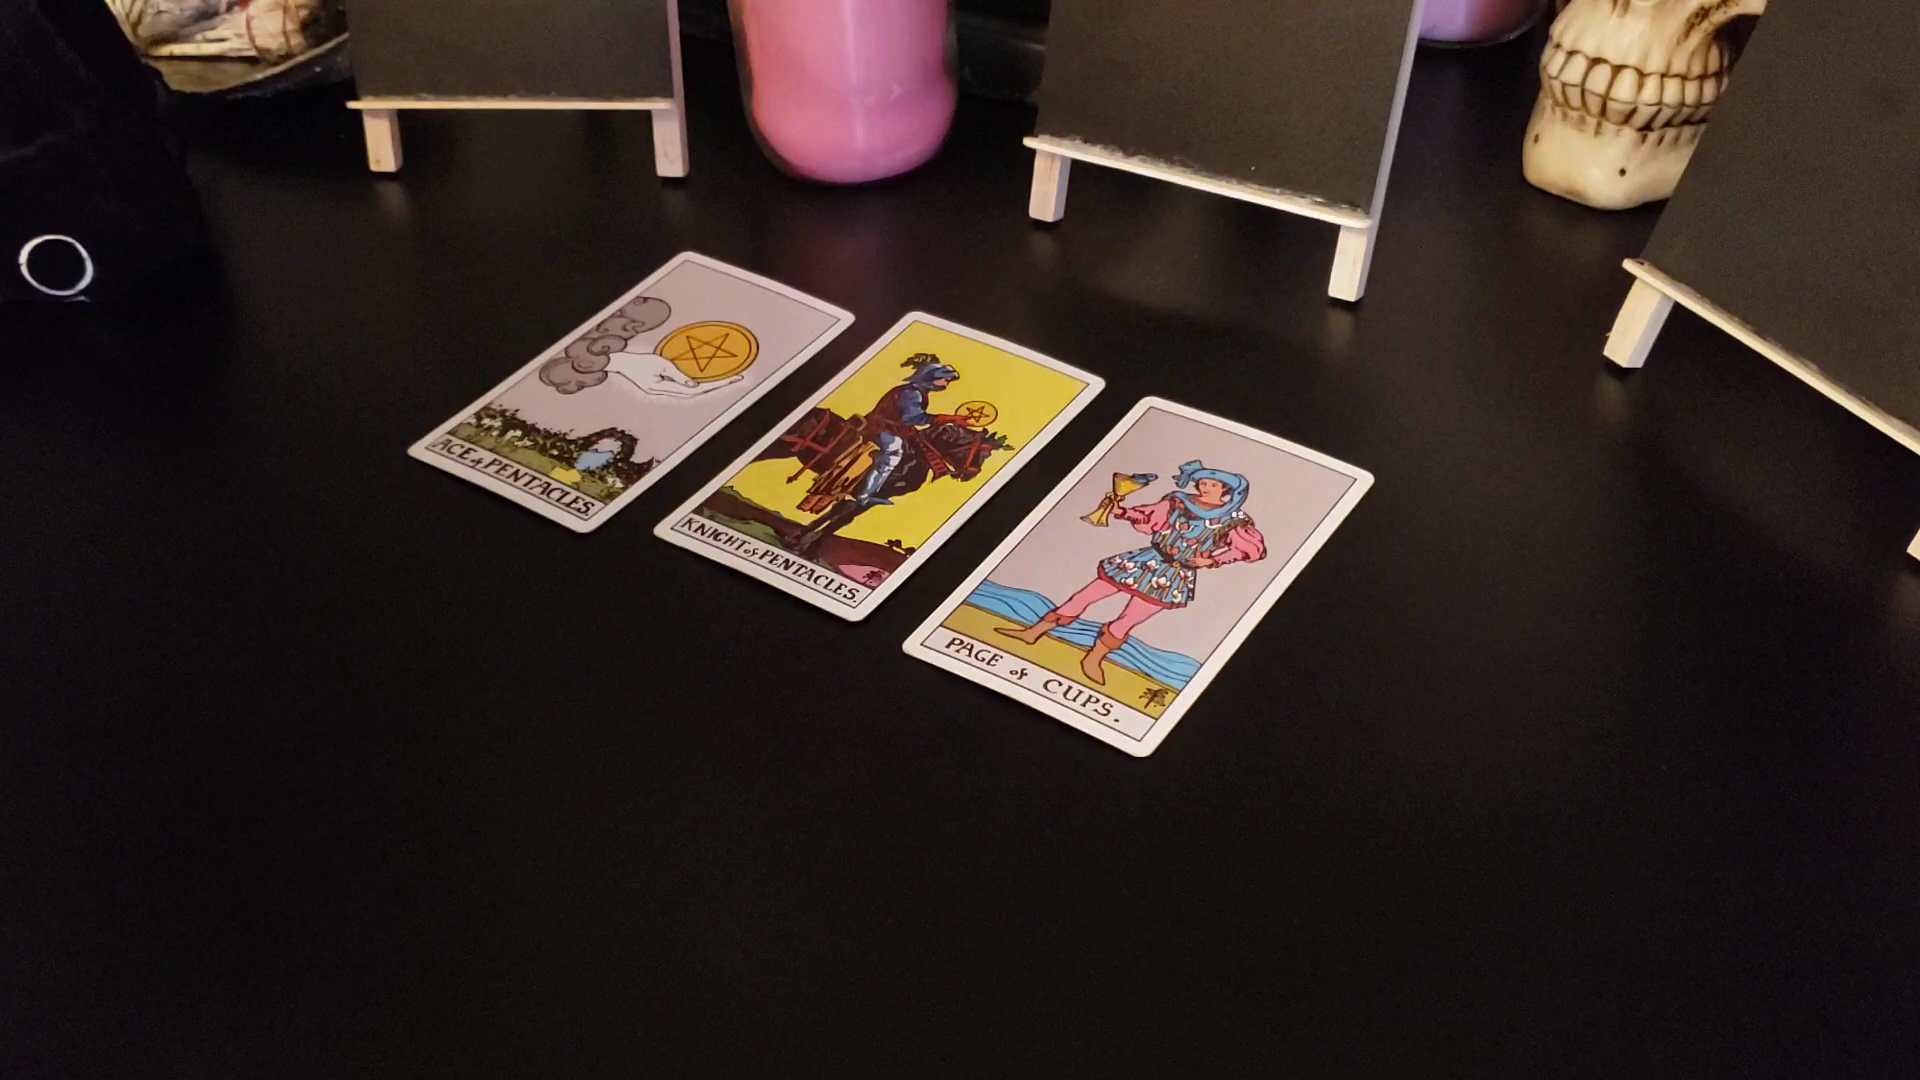 ACE of PENTACLES.
KNIGHT of PENTACLES.
PAGE of CUPS.